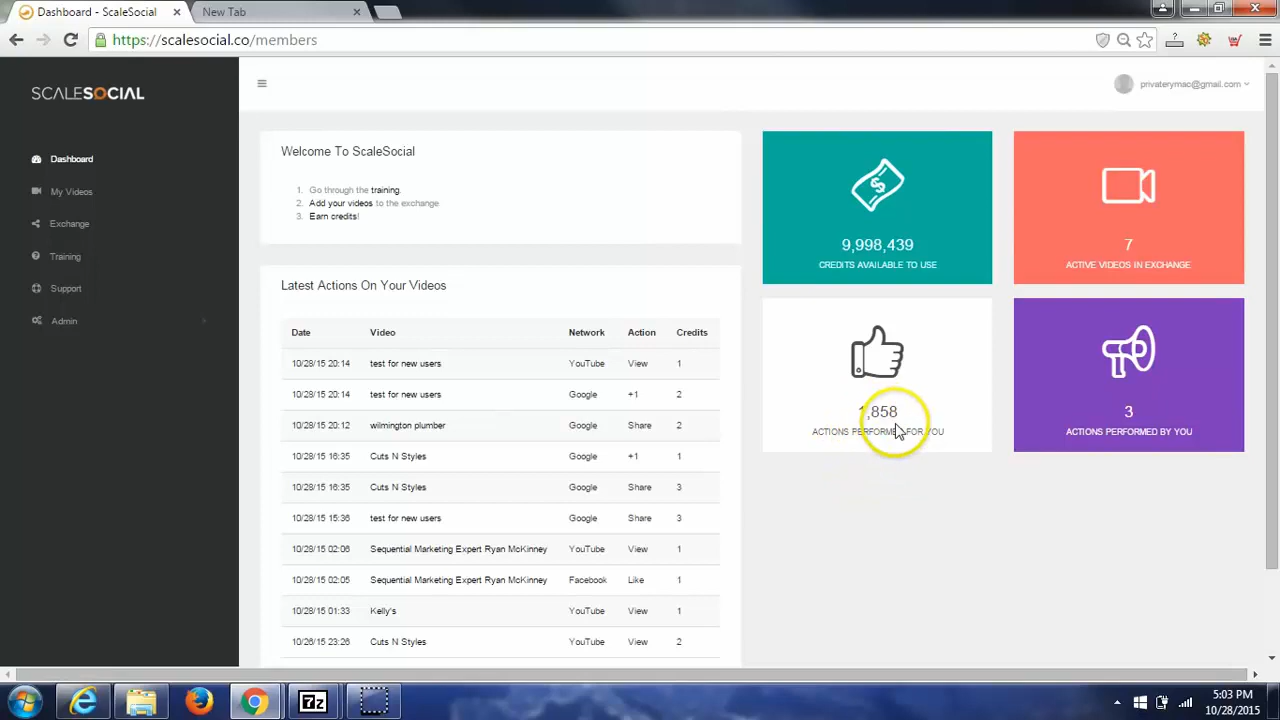 Dashboard - ScaleSocial
New Tab
https://scalesocial.co/members
SCALESOCIAL
privaterymac@gmail.com
Dashboard
My Videos
Exchange
Training
Support
Admin
Welcome To ScaleSocial
1. Go through the training.
2. Add your videos to the exchange
3. Earn credits!
9,998,439
CREDITS AVAILABLE TO USE
7
ACTIVE VIDEOS IN EXCHANGE
1,858
ACTIONS PERFORMED FOR YOU
3
ACTIONS PERFORMED BY YOU
Latest Actions On Your Videos
Date Video Network Action Credits
10/28/15 20:14 test for new users YouTube View 1
10/28/15 20:14 test for new users Google +1 2
10/28/15 20:12 wilmington plumber Google Share 2
10/28/15 16:35 Cuts N Styles Google +1 1
10/28/15 16:35 Cuts N Styles Google Share 3
10/28/15 15:36 test for new users Google Share 3
10/28/15 02:06 Sequential Marketing Expert Ryan McKinney YouTube View 1
10/28/15 02:05 Sequential Marketing Expert Ryan McKinney Facebook Like 1
10/28/15 01:33 Kelly's YouTube View 1
10/26/15 23:26 Cuts N Styles YouTube View 2
7z
5:03 PM
10/28/2015